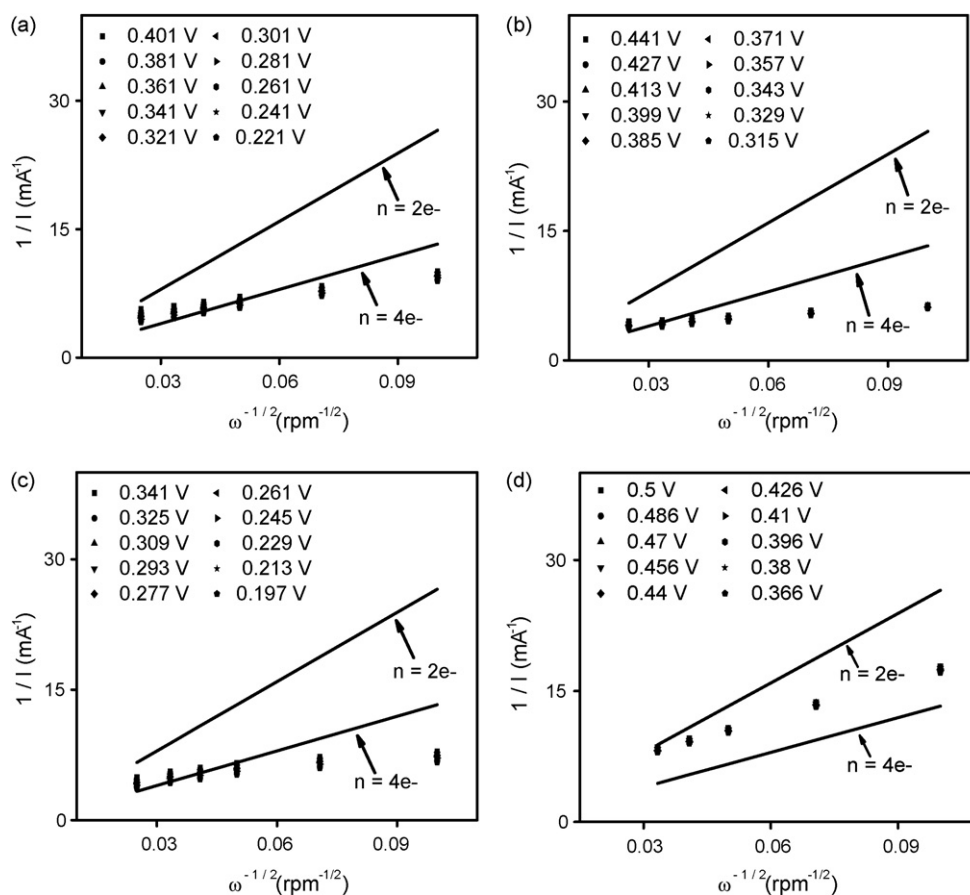 (a)
0.401 V 0.301 V
0.381 V 0.281 V
0.361 V 0.261 V
0.341 V 0.241 V
0.321 V 0.221 V
30
15
0
1 / I (mA⁻¹)
n = 2e-
n = 4e-
0.03 0.06 0.09
ω⁻¹/²(rpm⁻¹/²)
(b)
0.441 V 0.371 V
0.427 V 0.357 V
0.413 V 0.343 V
0.399 V 0.329 V
0.385 V 0.315 V
30
15
0
1 / I (mA⁻¹)
n = 2e-
n = 4e-
0.03 0.06 0.09
ω⁻¹/²(rpm⁻¹/²)
(c)
0.341 V 0.261 V
0.325 V 0.245 V
0.309 V 0.229 V
0.293 V 0.213 V
0.277 V 0.197 V
30
15
0
1 / I (mA⁻¹)
n = 2e-
n = 4e-
0.03 0.06 0.09
ω⁻¹/²(rpm⁻¹/²)
(d)
0.5 V 0.426 V
0.486 V 0.41 V
0.47 V 0.396 V
0.456 V 0.38 V
0.44 V 0.366 V
30
15
0
1 / I (mA⁻¹)
n = 2e-
n = 4e-
0.03 0.06 0.09
ω⁻¹/²(rpm⁻¹/²)